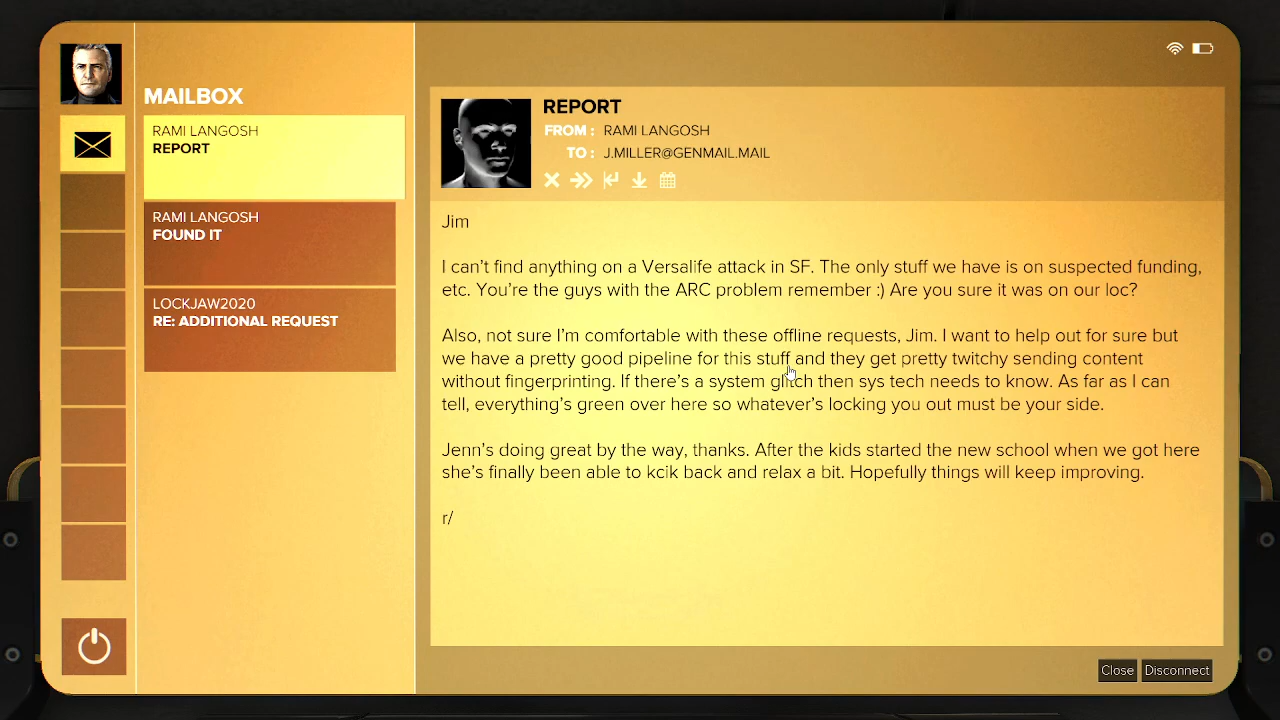 MAILBOX
RAMI LANGOSH
REPORT
RAMI LANGOSH
FOUND IT
LOCKJAW2020
RE: ADDITIONAL REQUEST
REPORT
FROM : RAMI LANGOSH
TO : J.MILLER@GENMAIL.MAIL
Jim
I can't find anything on a Versalife attack in SF. The only stuff we have is on suspected funding,
etc. You're the guys with the ARC problem remember :) Are you sure it was on our loc?
Also, not sure I'm comfortable with these offline requests, Jim. I want to help out for sure but
we have a pretty good pipeline for this stuff and they get pretty twitchy sending content
without fingerprinting. If there's a system glitch then sys tech needs to know. As far as I can
tell, everything's green over here so whatever's locking you out must be your side.
Jenn's doing great by the way, thanks. After the kids started the new school when we got here
she's finally been able to kcik back and relax a bit. Hopefully things will keep improving.
r/
Close Disconnect